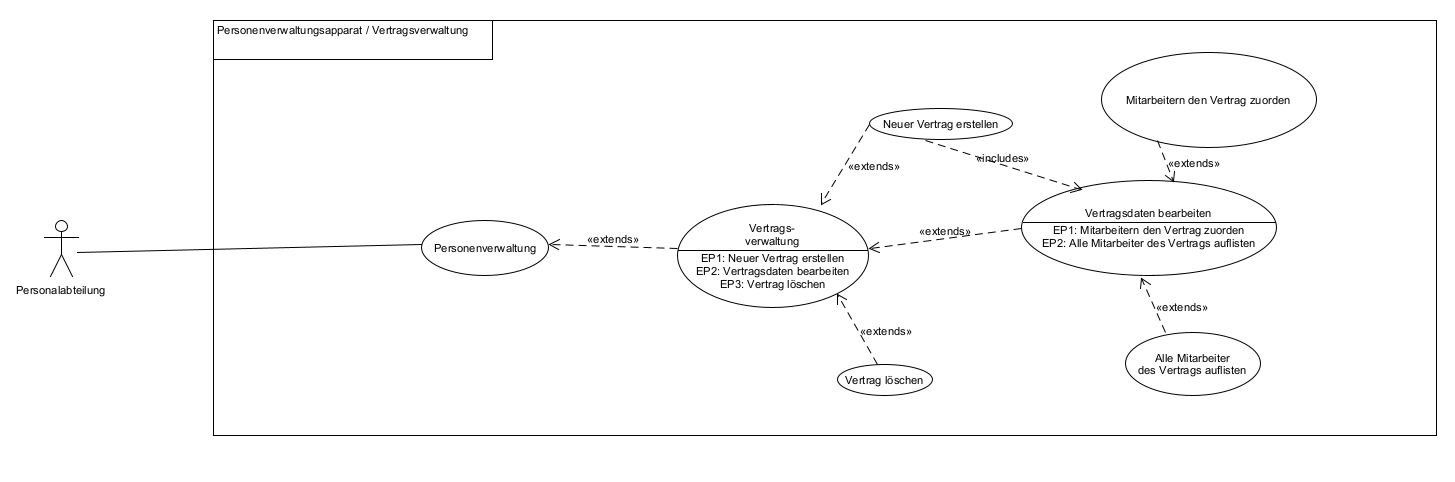 Personenverwaltungsapparat / Vertragsverwaltung
Mitarbeitern den Vertrag zuorden
Neuer Vertrag erstellen
«includes»
«extends»
«extends»
Vertragsdaten bearbeiten
EP1: Mitarbeitern den Vertrag zuorden
EP2: Alle Mitarbeiter des Vertrags auflisten
Vertrags-
verwaltung
EP1: Neuer Vertrag erstellen
EP2: Vertragsdaten bearbeiten
EP3: Vertrag löschen
«extends»
«extends»
Personenverwaltung
Personalabteilung
«extends»
«extends»
Alle Mitarbeiter
des Vertrags auflisten
Vertrag löschen